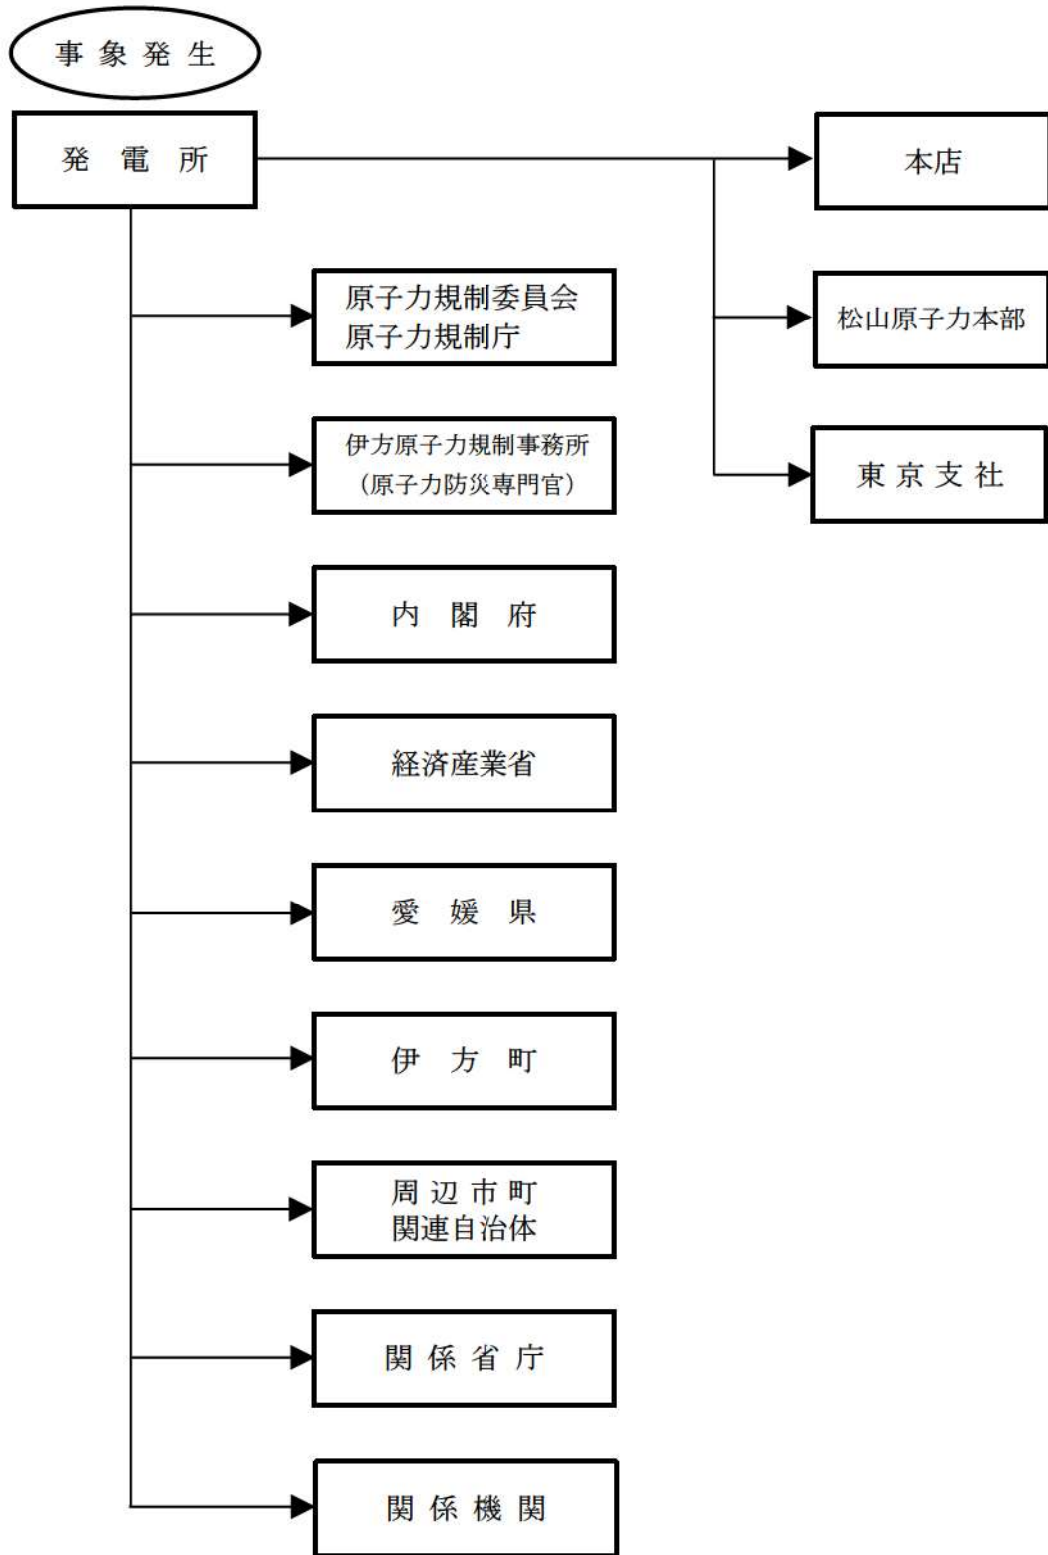 事象発生
発電所
本店
原子力規制委員会
原子力規制庁
松山原子力本部
伊方原子力規制事務所
（原子力防災専門官）
東京支社
内閣府
経済産業省
愛媛県
伊方町
周辺市町
関連自治体
関係省庁
関係機関